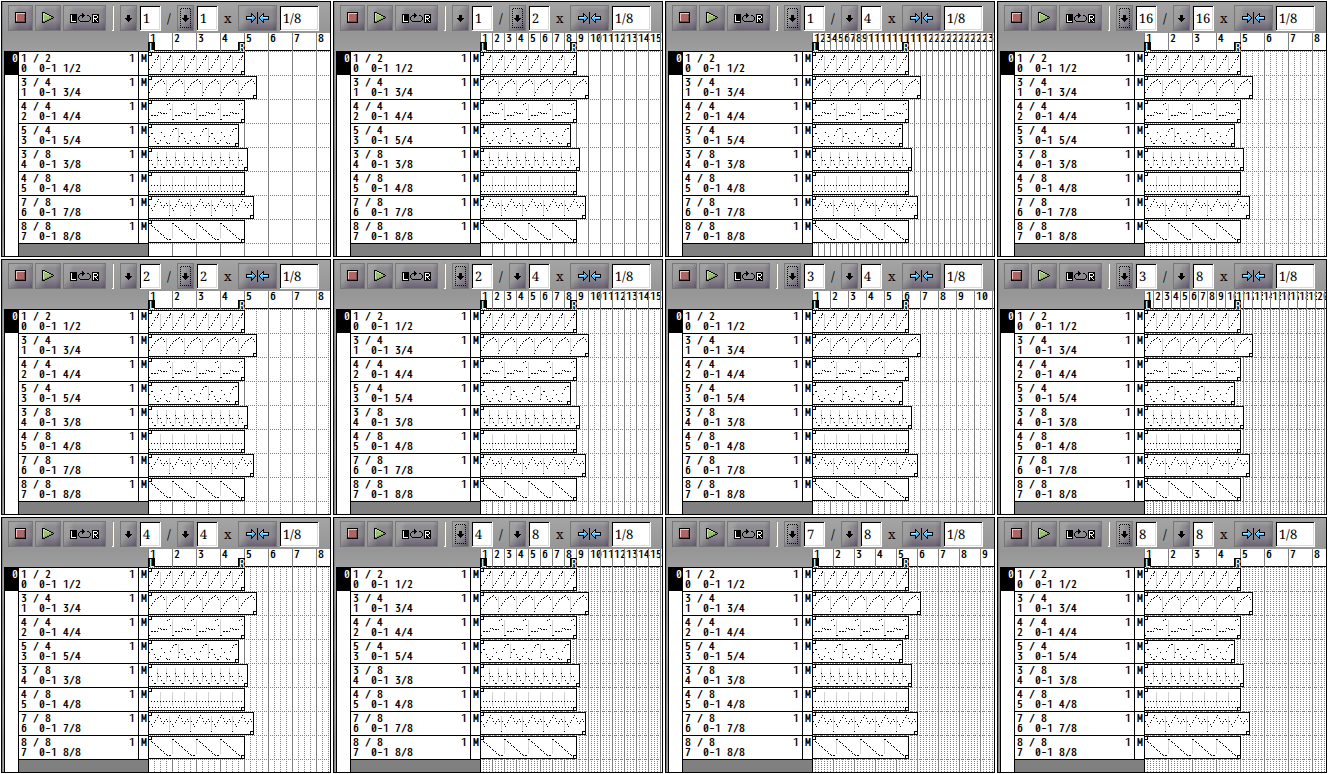 L R 1 / 1 x 1/8
1 2 3 4 5 6 7 8
L R
0 1 / 2 1 M
0 0-1 1/2
3 / 4 1 M
1 0-1 3/4
4 / 4 1 M
2 0-1 4/4
5 / 4 1 M
3 0-1 5/4
3 / 8 1 M
4 0-1 3/8
4 / 8 1 M
5 0-1 4/8
7 / 8 1 M
6 0-1 7/8
8 / 8 1 M
7 0-1 8/8
L R 1 / 2 x 1/8
1 2 3 4 5 6 7 8 9 10 11 12 13 14 15
L R
0 1 / 2 1 M
0 0-1 1/2
3 / 4 1 M
1 0-1 3/4
4 / 4 1 M
2 0-1 4/4
5 / 4 1 M
3 0-1 5/4
3 / 8 1 M
4 0-1 3/8
4 / 8 1 M
5 0-1 4/8
7 / 8 1 M
6 0-1 7/8
8 / 8 1 M
7 0-1 8/8
L R 1 / 4 x 1/8
L R
0 1 / 2 1 M
0 0-1 1/2
3 / 4 1 M
1 0-1 3/4
4 / 4 1 M
2 0-1 4/4
5 / 4 1 M
3 0-1 5/4
3 / 8 1 M
4 0-1 3/8
4 / 8 1 M
5 0-1 4/8
7 / 8 1 M
6 0-1 7/8
8 / 8 1 M
7 0-1 8/8
L R 16 / 16 x 1/8
1 2 3 4 5 6 7 8
L R
0 1 / 2 1 M
0 0-1 1/2
3 / 4 1 M
1 0-1 3/4
4 / 4 1 M
2 0-1 4/4
5 / 4 1 M
3 0-1 5/4
3 / 8 1 M
4 0-1 3/8
4 / 8 1 M
5 0-1 4/8
7 / 8 1 M
6 0-1 7/8
8 / 8 1 M
7 0-1 8/8
L R 2 / 2 x 1/8
1 2 3 4 5 6 7 8
L R
0 1 / 2 1 M
0 0-1 1/2
3 / 4 1 M
1 0-1 3/4
4 / 4 1 M
2 0-1 4/4
5 / 4 1 M
3 0-1 5/4
3 / 8 1 M
4 0-1 3/8
4 / 8 1 M
5 0-1 4/8
7 / 8 1 M
6 0-1 7/8
8 / 8 1 M
7 0-1 8/8
L R 2 / 4 x 1/8
1 2 3 4 5 6 7 8 9 10 11 12 13 14 15
L R
0 1 / 2 1 M
0 0-1 1/2
3 / 4 1 M
1 0-1 3/4
4 / 4 1 M
2 0-1 4/4
5 / 4 1 M
3 0-1 5/4
3 / 8 1 M
4 0-1 3/8
4 / 8 1 M
5 0-1 4/8
7 / 8 1 M
6 0-1 7/8
8 / 8 1 M
7 0-1 8/8
L R 3 / 4 x 1/8
1 2 3 4 5 6 7 8 9 10
L R
0 1 / 2 1 M
0 0-1 1/2
3 / 4 1 M
1 0-1 3/4
4 / 4 1 M
2 0-1 4/4
5 / 4 1 M
3 0-1 5/4
3 / 8 1 M
4 0-1 3/8
4 / 8 1 M
5 0-1 4/8
7 / 8 1 M
6 0-1 7/8
8 / 8 1 M
7 0-1 8/8
L R 3 / 8 x 1/8
1 2 3 4 5 6 7 8 9
L R
0 1 / 2 1 M
0 0-1 1/2
3 / 4 1 M
1 0-1 3/4
4 / 4 1 M
2 0-1 4/4
5 / 4 1 M
3 0-1 5/4
3 / 8 1 M
4 0-1 3/8
4 / 8 1 M
5 0-1 4/8
7 / 8 1 M
6 0-1 7/8
8 / 8 1 M
7 0-1 8/8
L R 4 / 4 x 1/8
1 2 3 4 5 6 7 8
L R
0 1 / 2 1 M
0 0-1 1/2
3 / 4 1 M
1 0-1 3/4
4 / 4 1 M
2 0-1 4/4
5 / 4 1 M
3 0-1 5/4
3 / 8 1 M
4 0-1 3/8
4 / 8 1 M
5 0-1 4/8
7 / 8 1 M
6 0-1 7/8
8 / 8 1 M
7 0-1 8/8
L R 4 / 8 x 1/8
1 2 3 4 5 6 7 8 9 10 11 12 13 14 15
L R
0 1 / 2 1 M
0 0-1 1/2
3 / 4 1 M
1 0-1 3/4
4 / 4 1 M
2 0-1 4/4
5 / 4 1 M
3 0-1 5/4
3 / 8 1 M
4 0-1 3/8
4 / 8 1 M
5 0-1 4/8
7 / 8 1 M
6 0-1 7/8
8 / 8 1 M
7 0-1 8/8
L R 7 / 8 x 1/8
1 2 3 4 5 6 7 8 9
L R
0 1 / 2 1 M
0 0-1 1/2
3 / 4 1 M
1 0-1 3/4
4 / 4 1 M
2 0-1 4/4
5 / 4 1 M
3 0-1 5/4
3 / 8 1 M
4 0-1 3/8
4 / 8 1 M
5 0-1 4/8
7 / 8 1 M
6 0-1 7/8
8 / 8 1 M
7 0-1 8/8
L R 8 / 8 x 1/8
1 2 3 4 5 6 7 8
L R
0 1 / 2 1 M
0 0-1 1/2
3 / 4 1 M
1 0-1 3/4
4 / 4 1 M
2 0-1 4/4
5 / 4 1 M
3 0-1 5/4
3 / 8 1 M
4 0-1 3/8
4 / 8 1 M
5 0-1 4/8
7 / 8 1 M
6 0-1 7/8
8 / 8 1 M
7 0-1 8/8